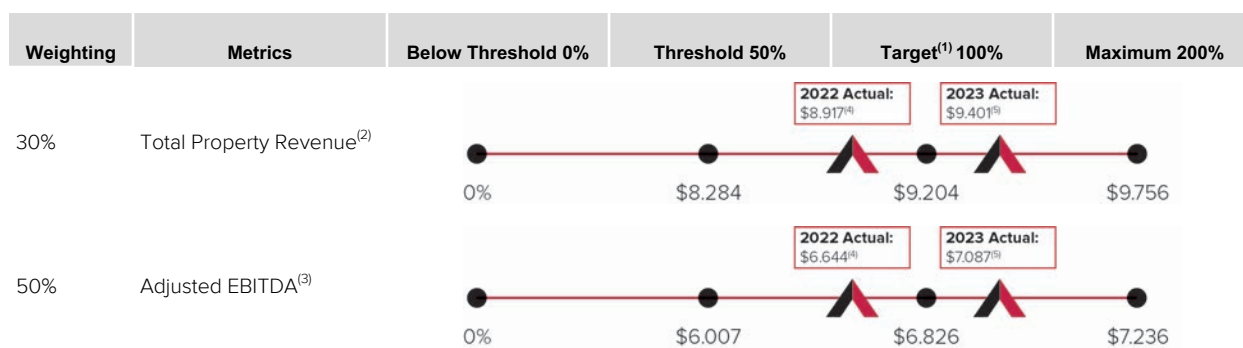 Weighting Metrics Below Threshold 0% Threshold 50% Target(1) 100% Maximum 200%
2022 Actual: 2023 Actual:
$8.917(4) $9.401(5)
30% Total Property Revenue(2)
0% $8.284 $9.204 $9.756
2022 Actual: 2023 Actual:
$6.644(4) $7.087(5)
50% Adjusted EBITDA(3)
0% $6.007 $6.826 $7.236